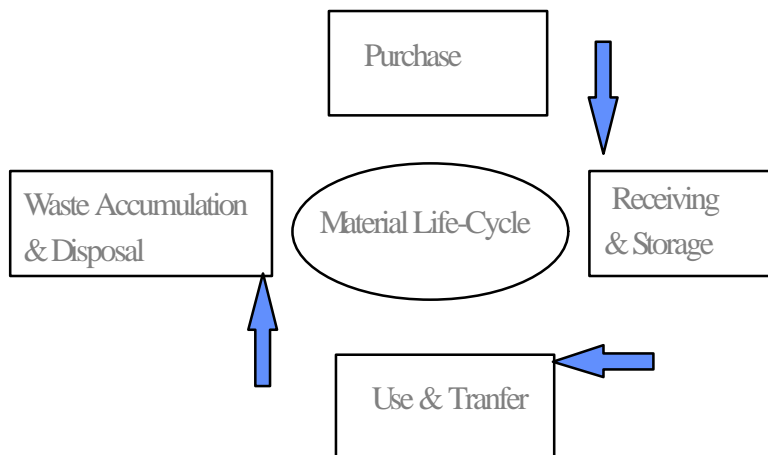 Purchase
Waste Accumulation
& Disposal
Material Life-Cycle
Receiving
& Storage
Use & Tranfer